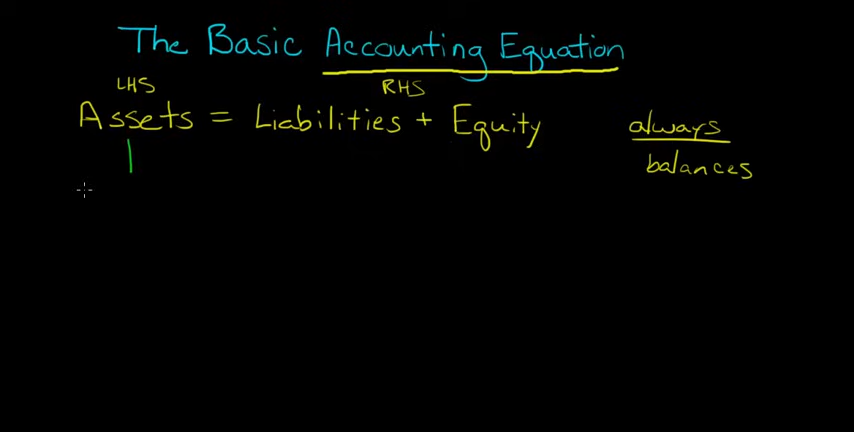 The Basic Accounting Equation
LHS RHS
Assets = Liabilities + Equity
always
balances